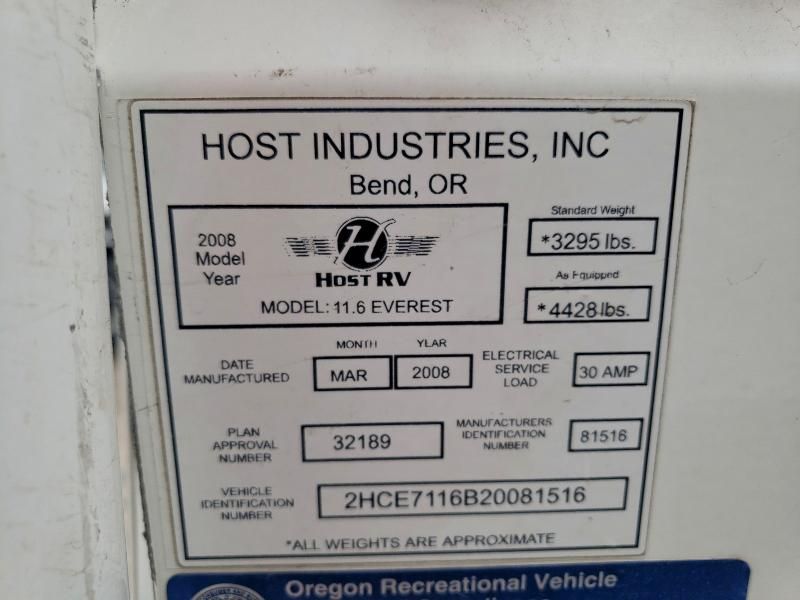 HOST INDUSTRIES, INC
Bend, OR
2008
Model
Year
H
HOST RV
MODEL: 11.6 EVEREST
Standard Weight
*3295 lbs.
As Equipped
*4428 lbs.
DATE
MANUFACTURED
MONTH
MAR
YEAR
2008
ELECTRICAL
SERVICE
LOAD
30 AMP
PLAN
APPROVAL
NUMBER
32189
MANUFACTURERS
IDENTIFICATION
NUMBER
81516
VEHICLE
IDENTIFICATION
NUMBER
2HCE7116B20081516
*ALL WEIGHTS ARE APPROXIMATE
Oregon Recreational Vehicle